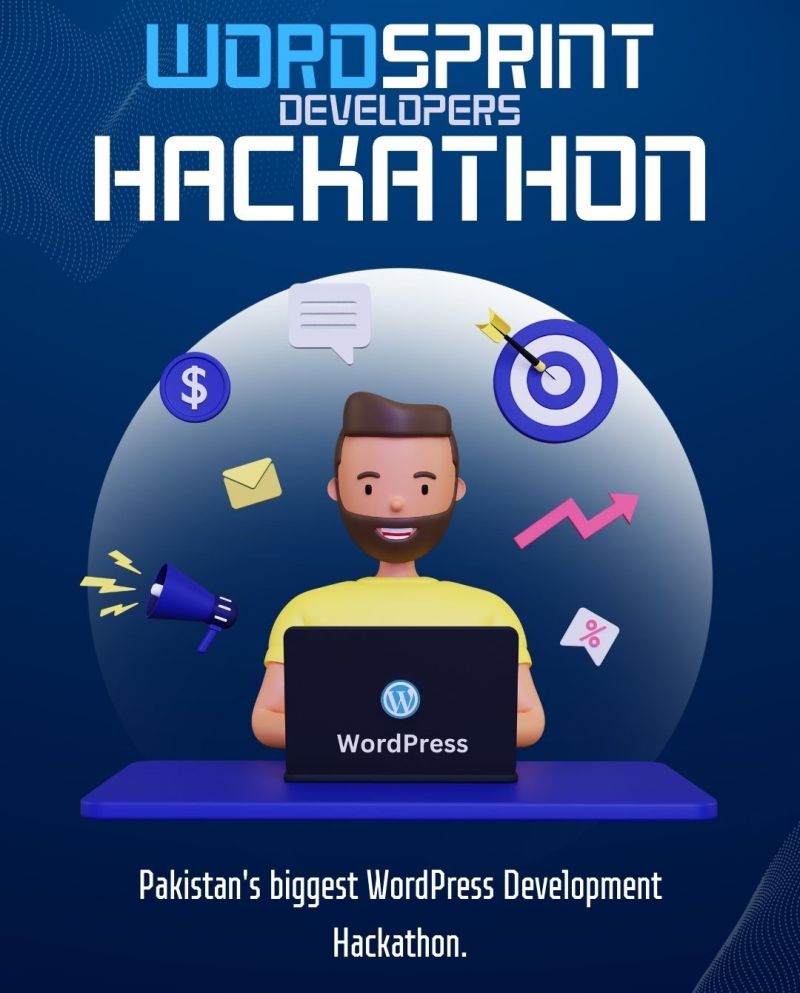 WORDSPRINT
DEVELOPERS
HACKATHON
$
%
WordPress
Pakistan's biggest WordPress Development
Hackathon.